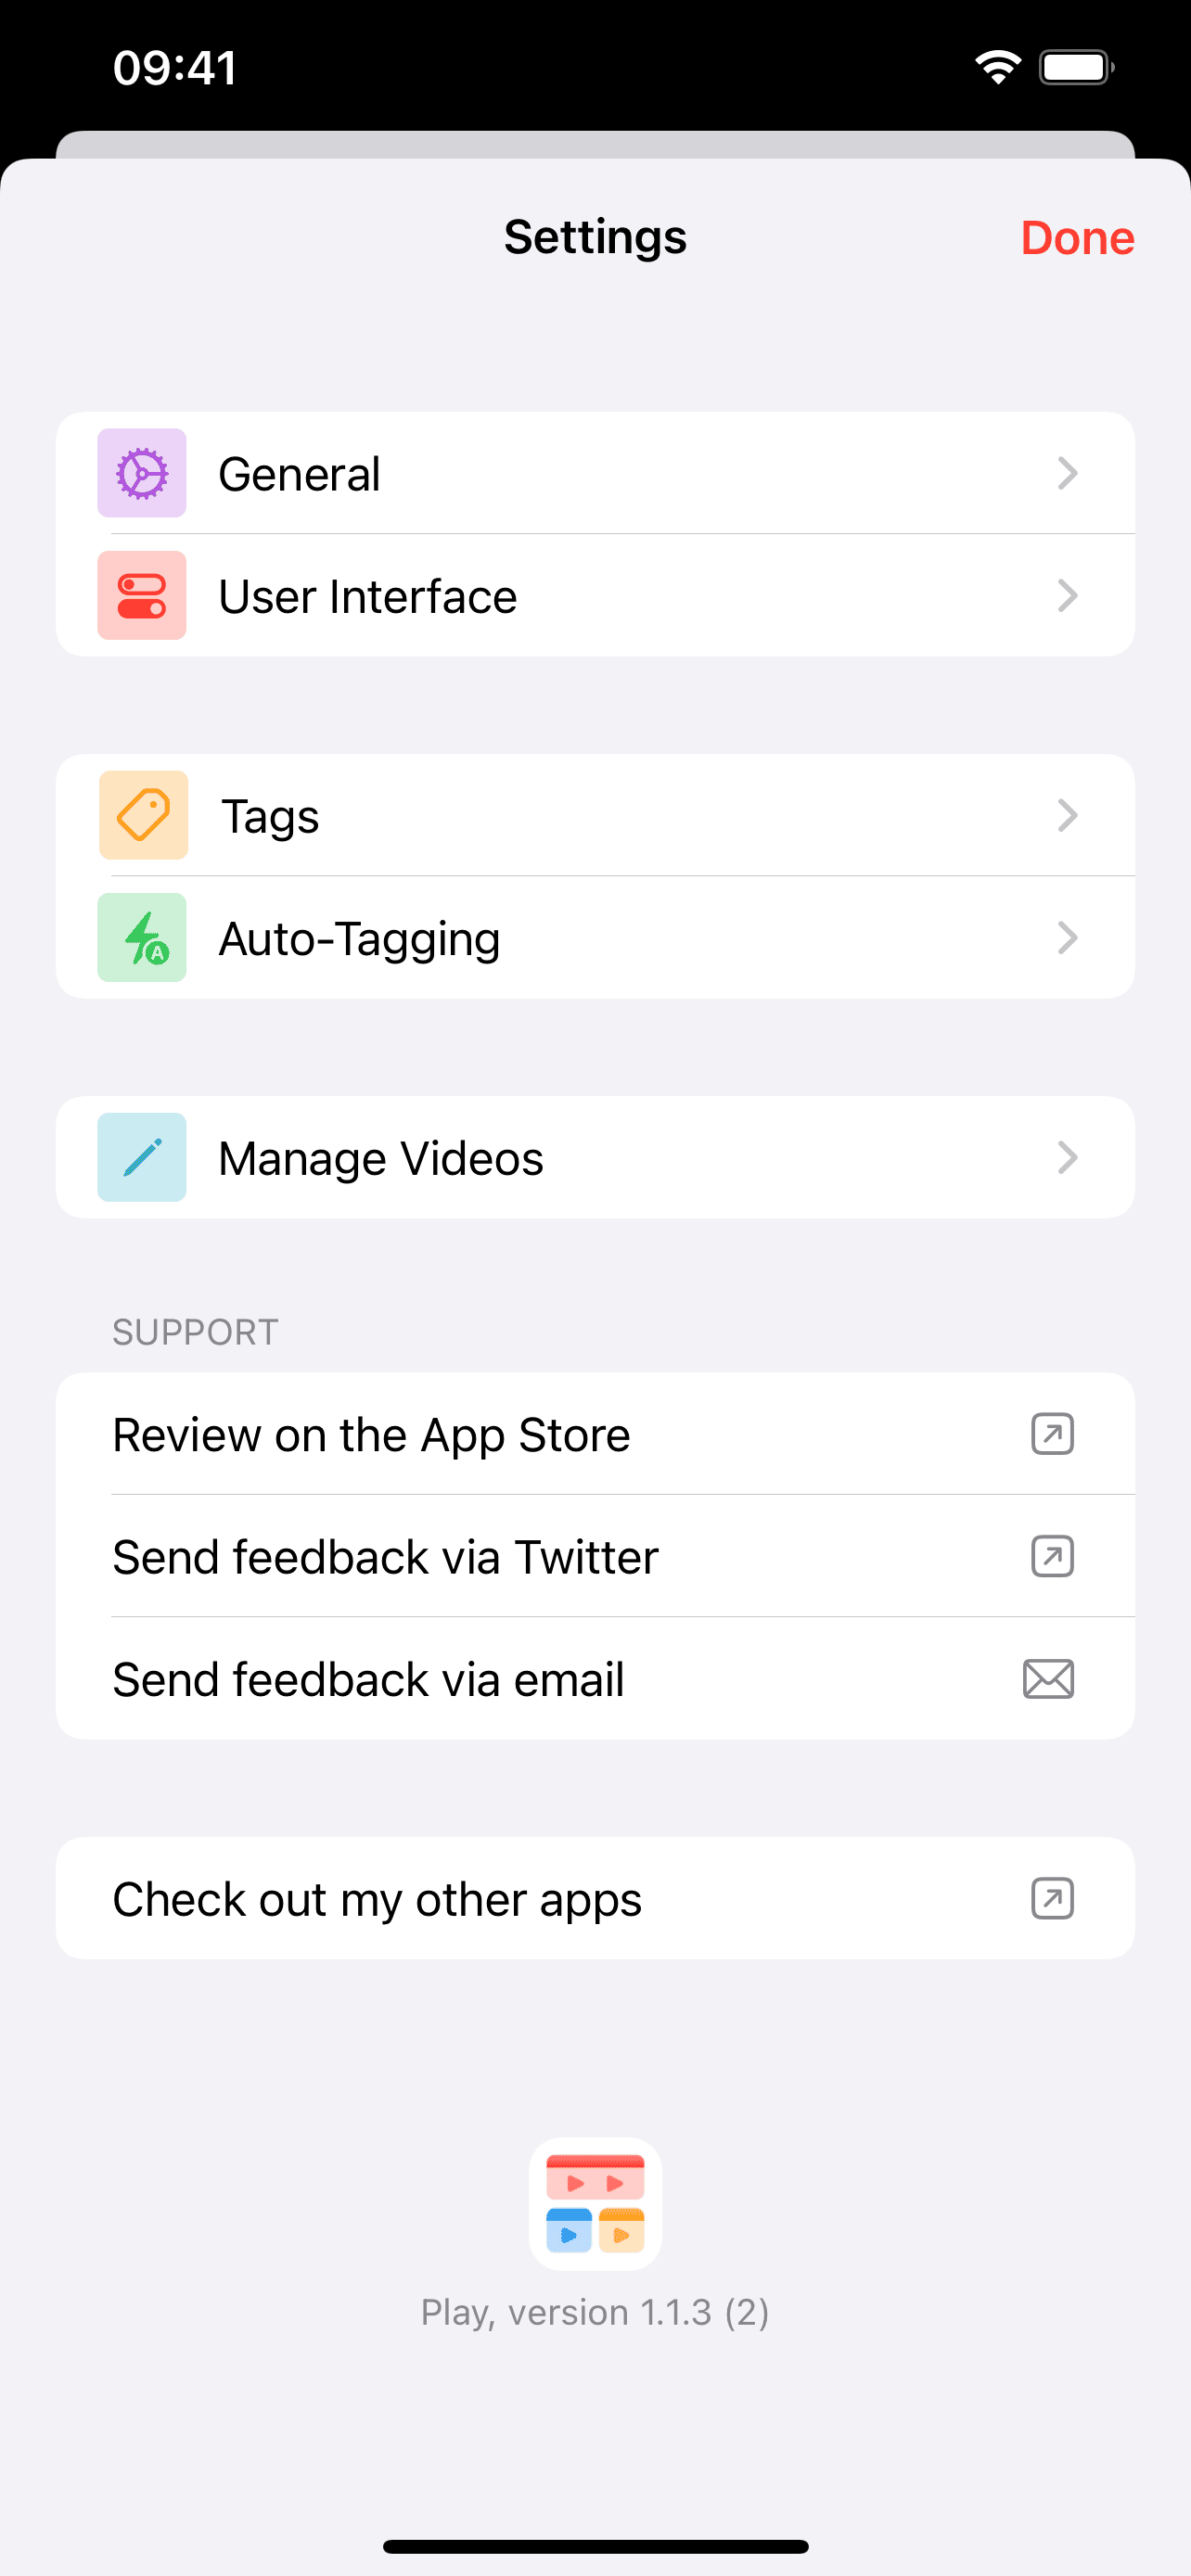 09:41
Settings
Done
General
User Interface
Tags
Auto-Tagging
A
Manage Videos
SUPPORT
Review on the App Store
Send feedback via Twitter
Send feedback via email
Check out my other apps
Play, version 1.1.3 (2)